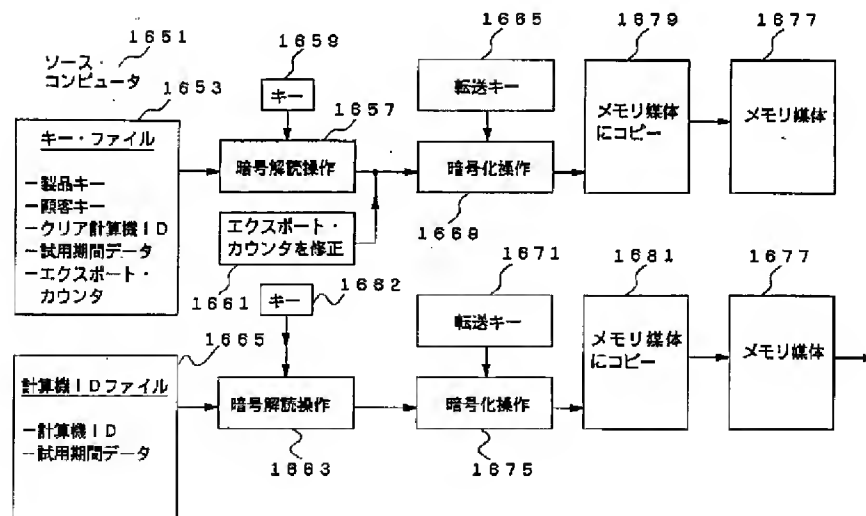 1651
ソース・
コンピュータ
1653
キー・ファイル
－製品キー
－顧客キー
－クリア計算機ID
－試用期間データ
－エクスポート・
カウンタ
1659
キー
1657
暗号解読操作
エクスポート・
カウンタを修正
1661
1665
転送キー
暗号化操作
1668
1679
メモリ媒体
にコピー
1677
メモリ媒体
1665
計算機IDファイル
－計算機ID
－試用期間データ
1662
キー
暗号解読操作
1663
1671
転送キー
暗号化操作
1675
1681
メモリ媒体
にコピー
1677
メモリ媒体